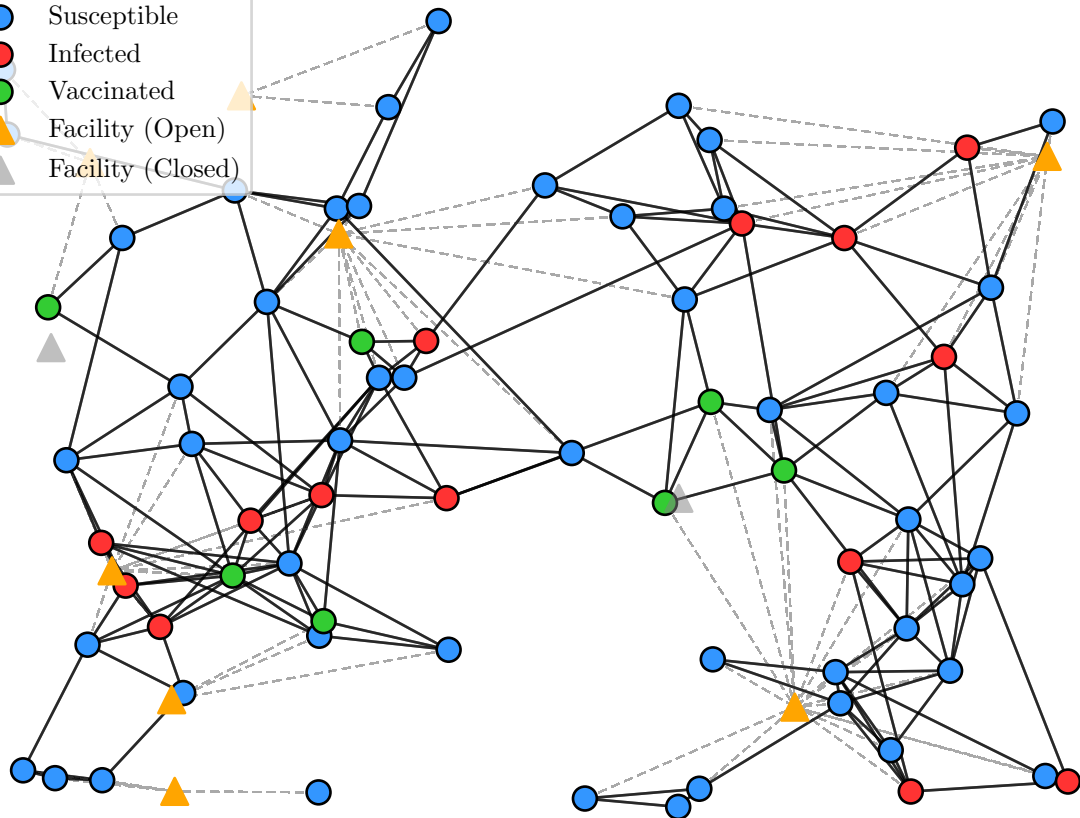 Susceptible
Infected
Vaccinated
Facility (Open)
Facility (Closed)